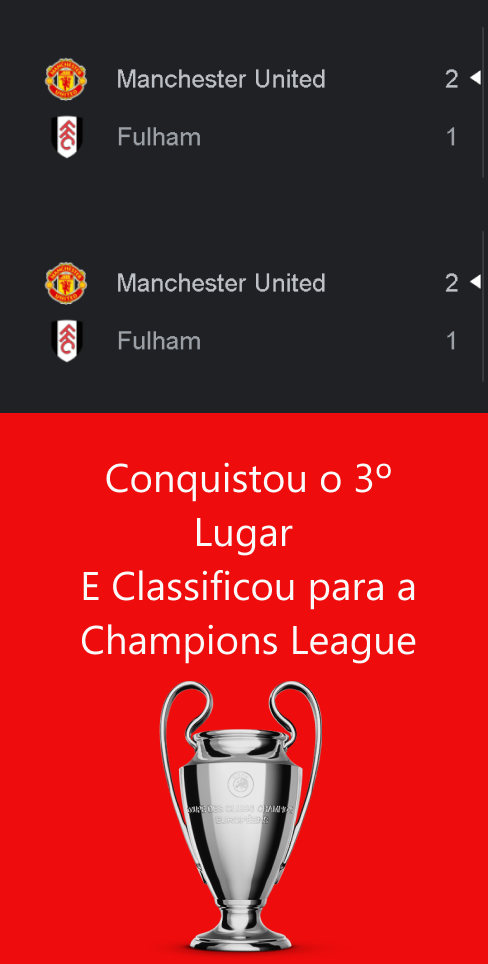 Manchester United 2
Fulham 1
Manchester United 2
Fulham 1
Conquistou o 3º
Lugar
E Classificou para a
Champions League